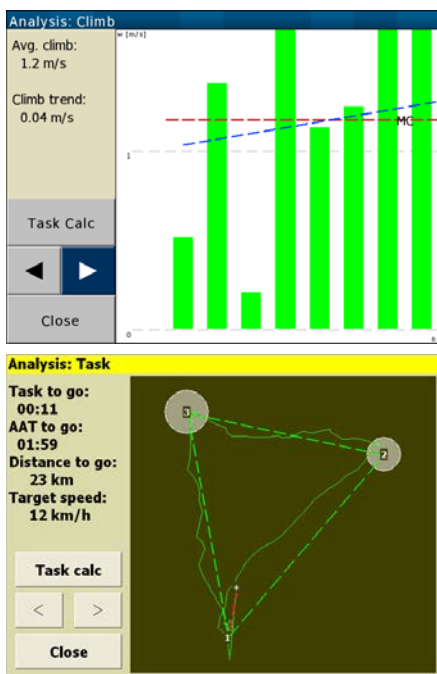 Analysis: Climb
Avg. climb:
1.2 m/s
Climb trend:
0.04 m/s
Task Calc
Close
w [m/s]
MC
1
0
n
Analysis: Task
Task to go:
00:11
AAT to go:
01:59
Distance to go:
23 km
Target speed:
12 km/h
Task calc
< >
Close
3
2
1